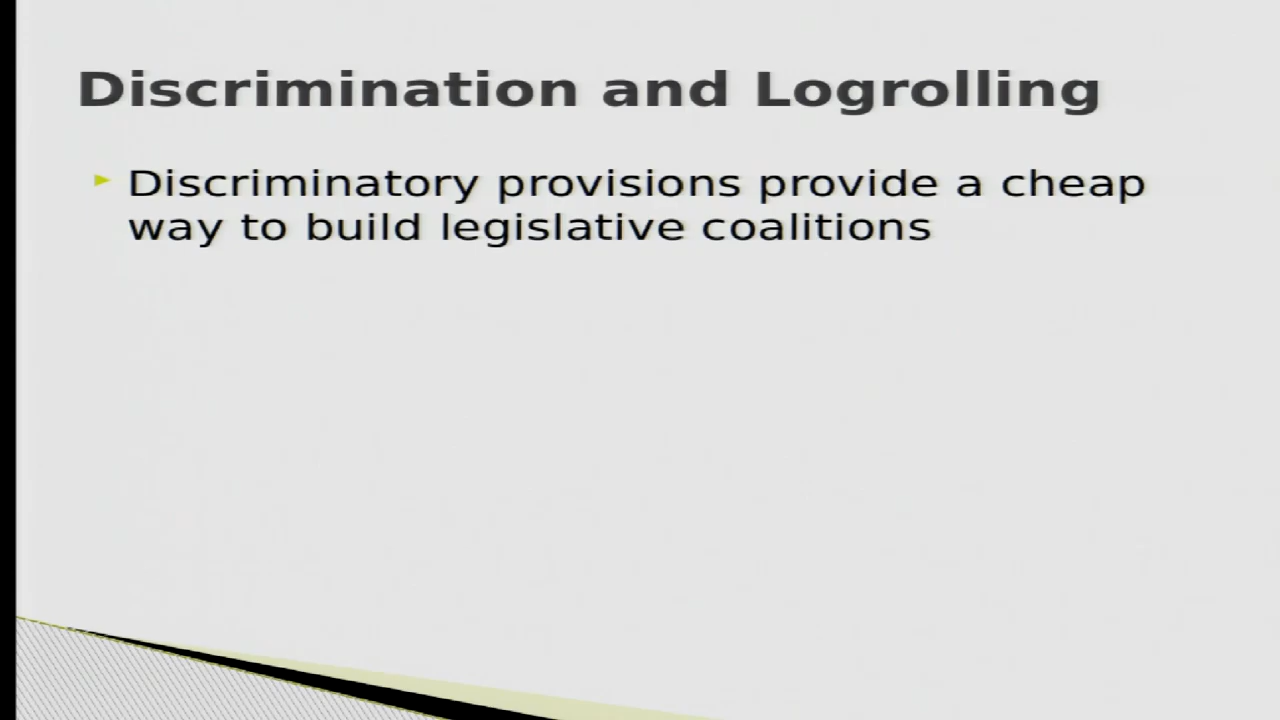 Discrimination and Logrolling
Discriminatory provisions provide a cheap
way to build legislative coalitions